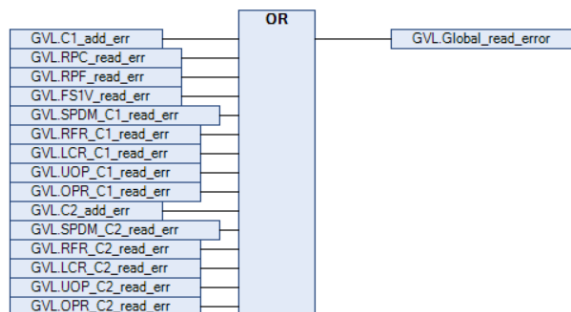 OR
GVL.C1_add_err
GVL.Global_read_error
GVL.RPC_read_err
GVL.RPF_read_err
GVL.FS1V_read_err
GVL.SPDM_C1_read_err
GVL.RFR_C1_read_err
GVL.LCR_C1_read_err
GVL.UOP_C1_read_err
GVL.OPR_C1_read_err
GVL.C2_add_err
GVL.SPDM_C2_read_err
GVL.RFR_C2_read_err
GVL.LCR_C2_read_err
GVL.UOP_C2_read_err
GVL.OPR_C2_read_err